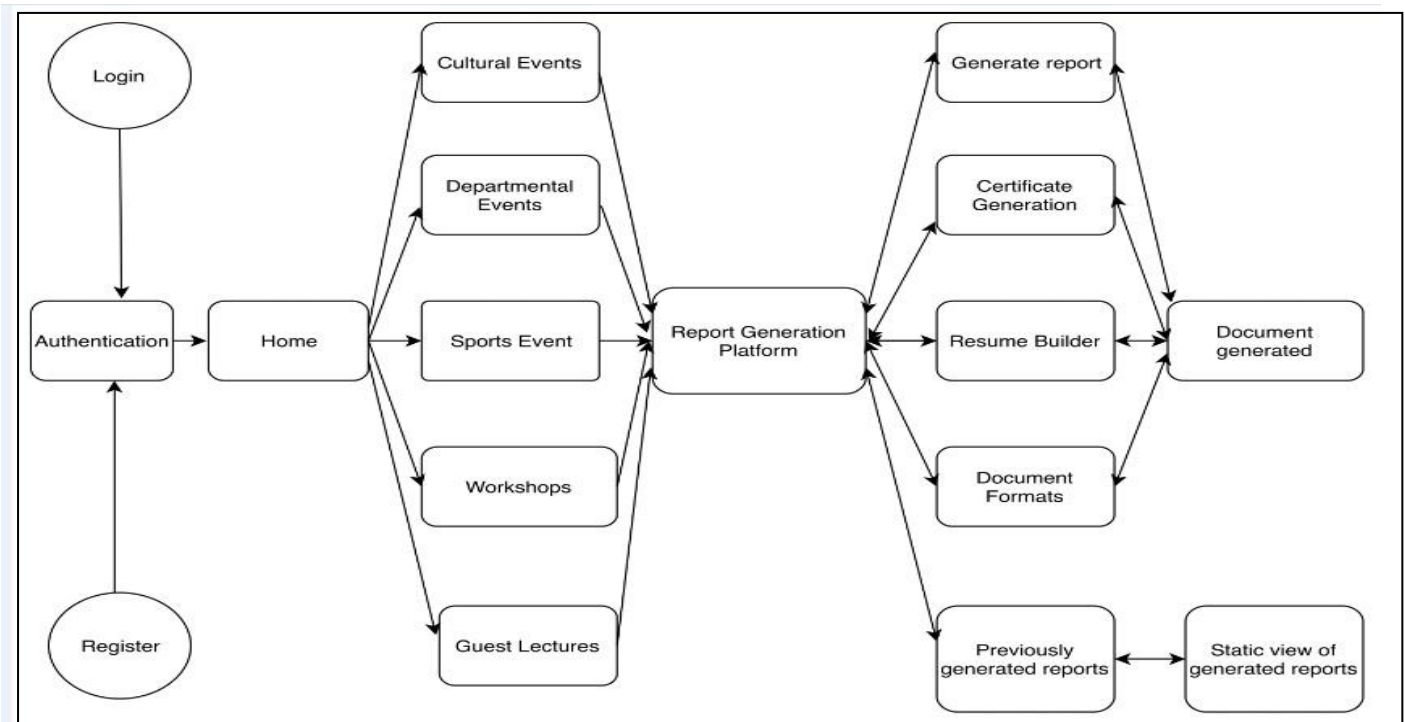 Login
Authentication
Register
Home
Cultural Events
Departmental
Events
Sports Event
Workshops
Guest Lectures
Report Generation
Platform
Generate report
Certificate
Generation
Resume Builder
Document
Formats
Previously
generated reports
Document
generated
Static view of
generated reports